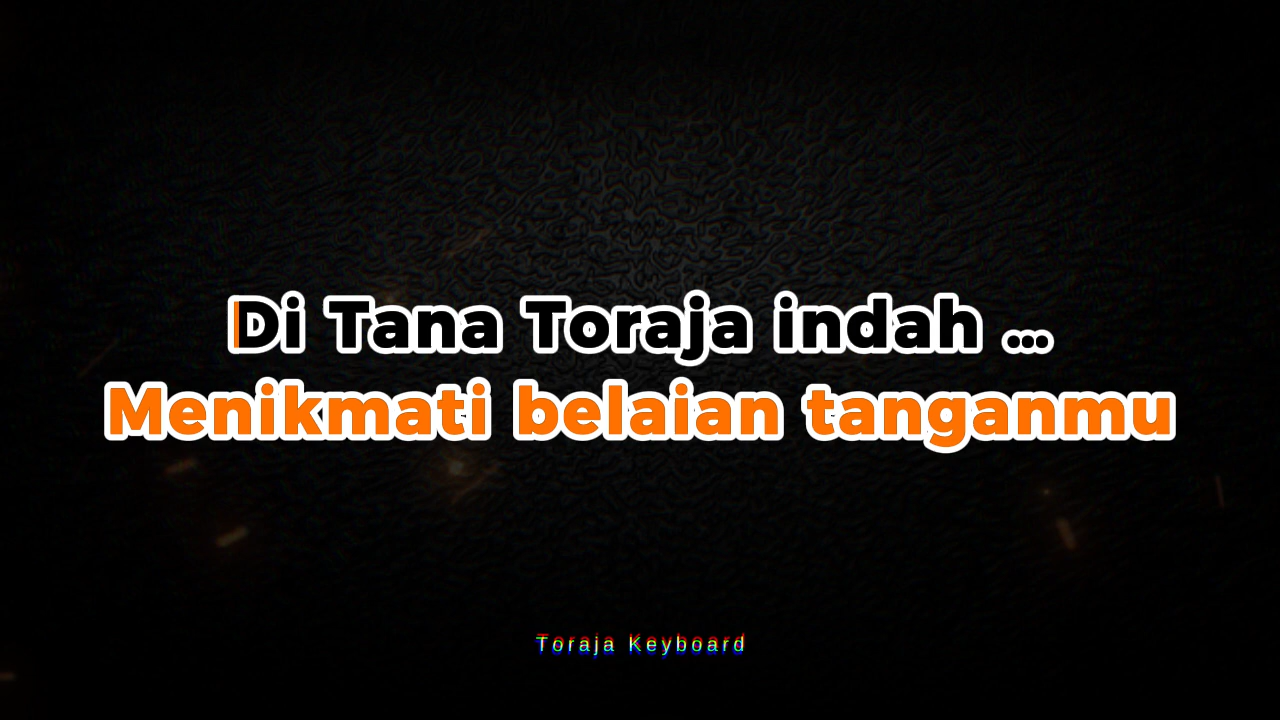 Di Tana Toraja indah ...
Menikmati belaian tanganmu
Toraja Keyboard